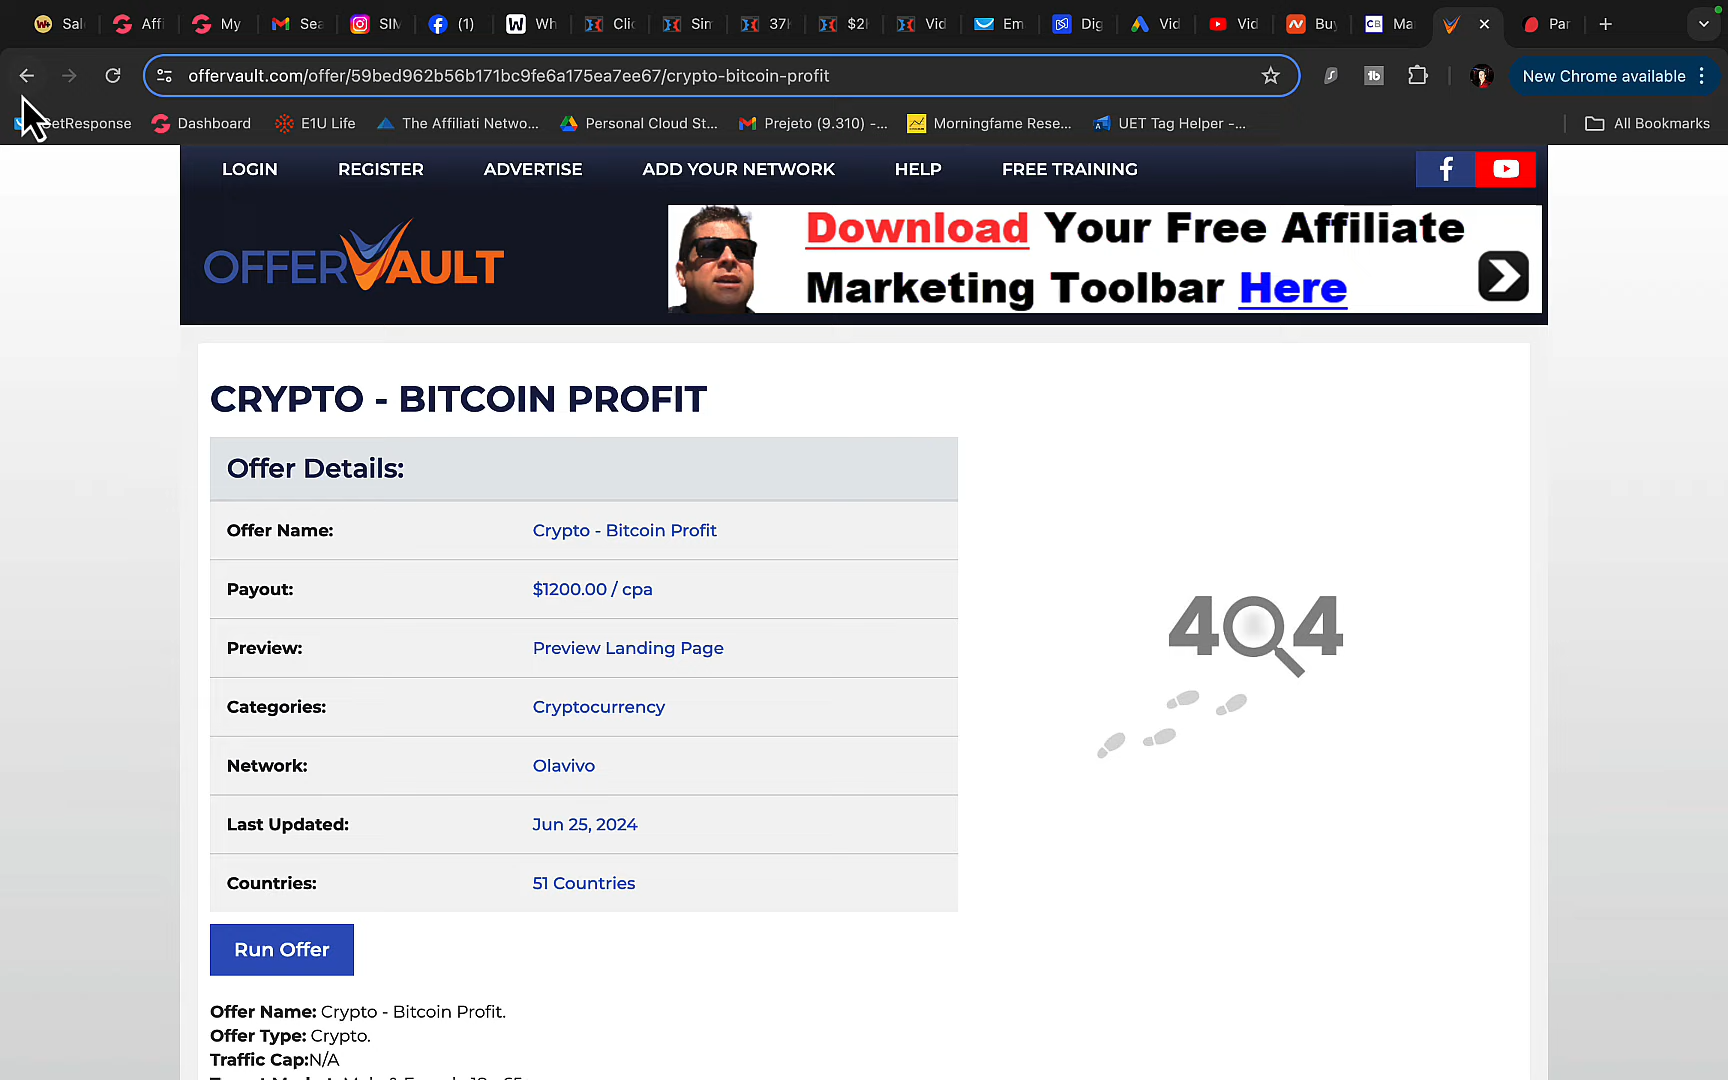 Sal
Affi
My
Sea
SIM
(1)
Wh
Clic
Sim
37k
$2k
Vid
Em
Dig
Vid
Vid
Buy
Ma
Par
offervault.com/offer/59bed962b56b171bc9fe6a175ea7ee67/crypto-bitcoin-profit
New Chrome available
etResponse
Dashboard
E1U Life
The Affiliati Netwo...
Personal Cloud St...
Prejeto (9.310) -...
Morningfame Rese...
UET Tag Helper -...
All Bookmarks
LOGIN
REGISTER
ADVERTISE
ADD YOUR NETWORK
HELP
FREE TRAINING
OFFERVAULT
Download Your Free Affiliate
Marketing Toolbar Here
CRYPTO - BITCOIN PROFIT
Offer Details:
Offer Name: Crypto - Bitcoin Profit
Payout: $1200.00 / cpa
Preview: Preview Landing Page
Categories: Cryptocurrency
Network: Olavivo
Last Updated: Jun 25, 2024
Countries: 51 Countries
404
Run Offer
Offer Name: Crypto - Bitcoin Profit.
Offer Type: Crypto.
Traffic Cap:N/A